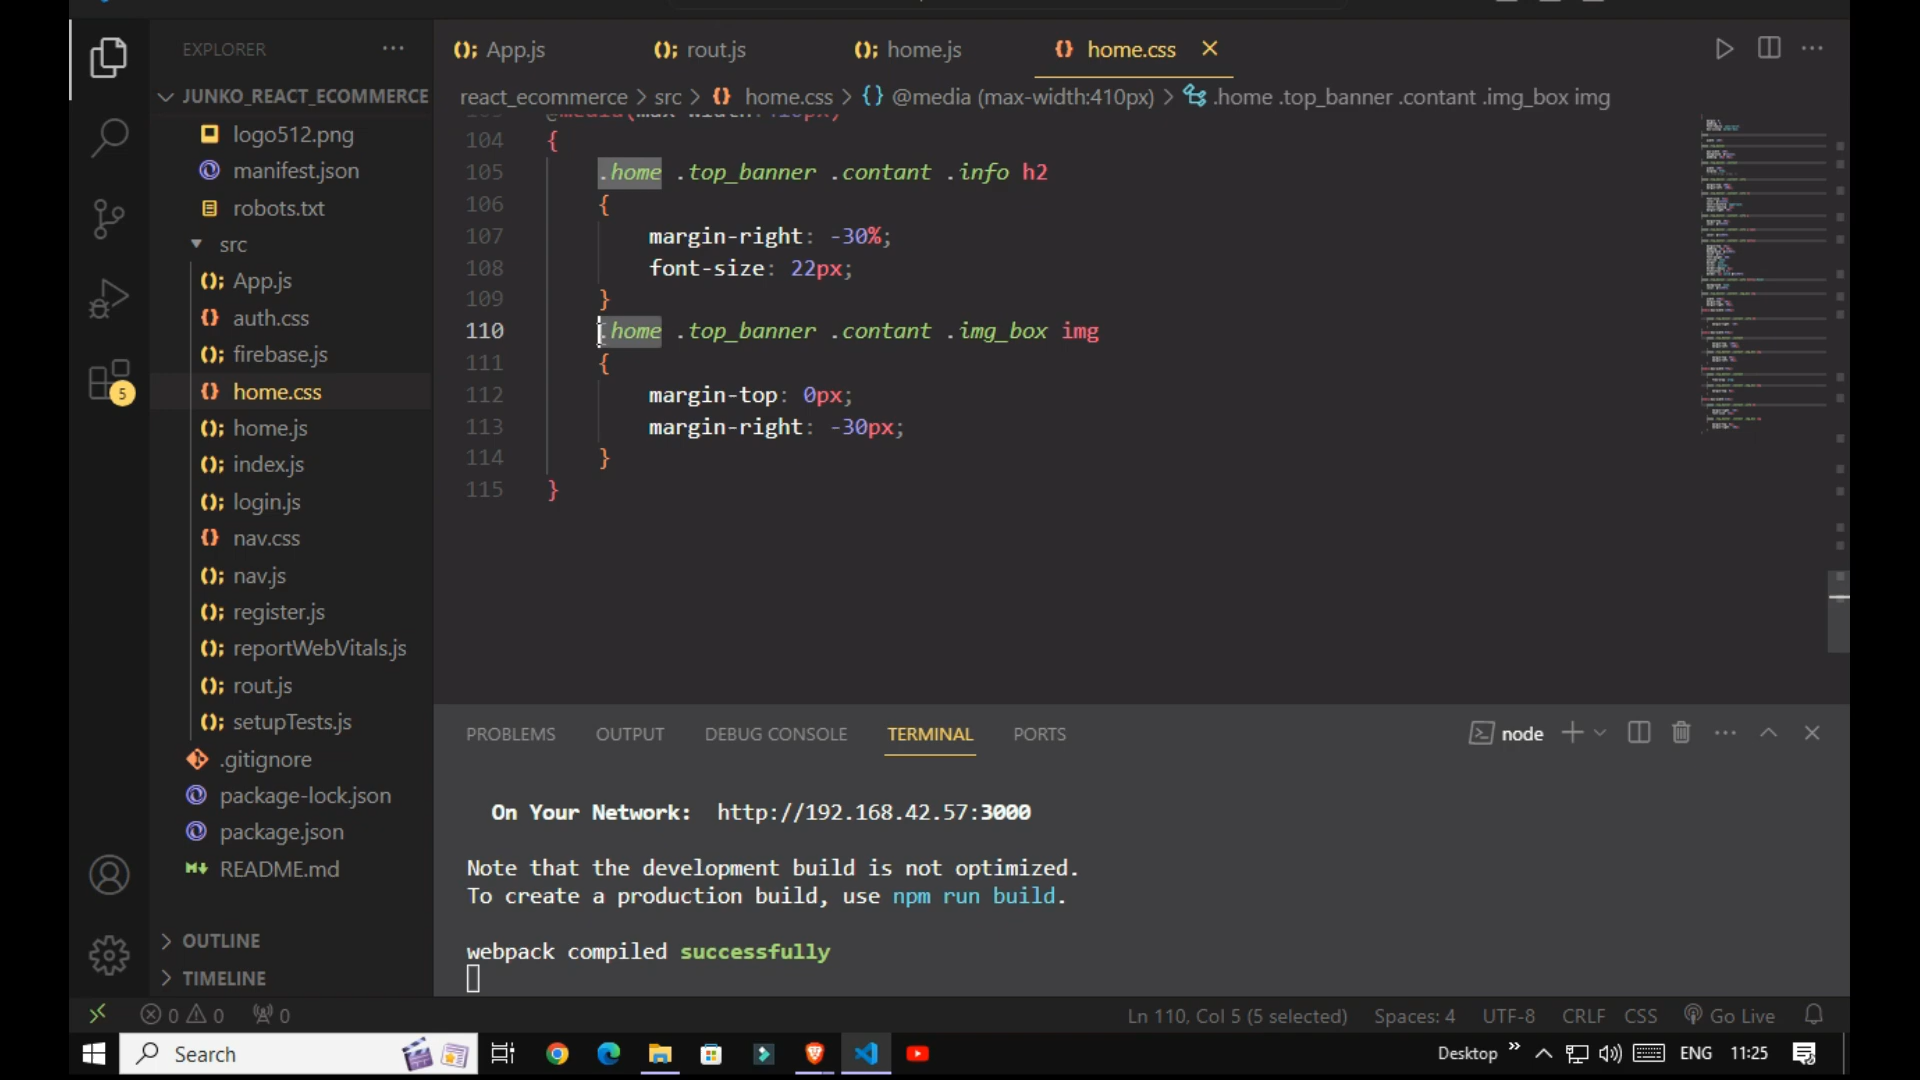 EXPLORER
App.js
rout.js
home.js
home.css
JUNKO_REACT_ECOMMERCE
react_ecommerce > src > home.css > {} @media (max-width:410px) > .home .top_banner .contant .img_box img
logo512.png
manifest.json
robots.txt
src
App.js
auth.css
firebase.js
home.css
home.js
index.js
login.js
nav.css
nav.js
register.js
reportWebVitals.js
rout.js
setupTests.js
.gitignore
package-lock.json
package.json
README.md
OUTLINE
TIMELINE
5
104 {
105 .home .top_banner .contant .info h2
106 {
107 margin-right: -30%;
108 font-size: 22px;
109 }
110 .home .top_banner .contant .img_box img
111 {
112 margin-top: 0px;
113 margin-right: -30px;
114 }
115 }
PROBLEMS OUTPUT DEBUG CONSOLE TERMINAL PORTS
node
On Your Network: http://192.168.42.57:3000
Note that the development build is not optimized.
To create a production build, use npm run build.
webpack compiled successfully
0 0 0
Ln 110, Col 5 (5 selected) Spaces: 4 UTF-8 CRLF CSS Go Live
Search
Desktop ENG 11:25